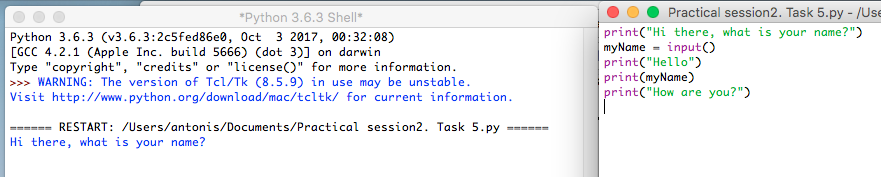 *Python 3.6.3 Shell*
Python 3.6.3 (v3.6.3:2c5fed86e0, Oct  3 2017, 00:32:08)
[GCC 4.2.1 (Apple Inc. build 5666) (dot 3)] on darwin
Type "copyright", "credits" or "license()" for more information.
>>> WARNING: The version of Tcl/Tk (8.5.9) in use may be unstable.
Visit http://www.python.org/download/mac/tcltk/ for current information.
====== RESTART: /Users/antonis/Documents/Practical session2. Task 5.py ======
Hi there, what is your name?
Practical session2. Task 5.py - /Use
print("Hi there, what is your name?")
myName = input()
print("Hello")
print(myName)
print("How are you?")